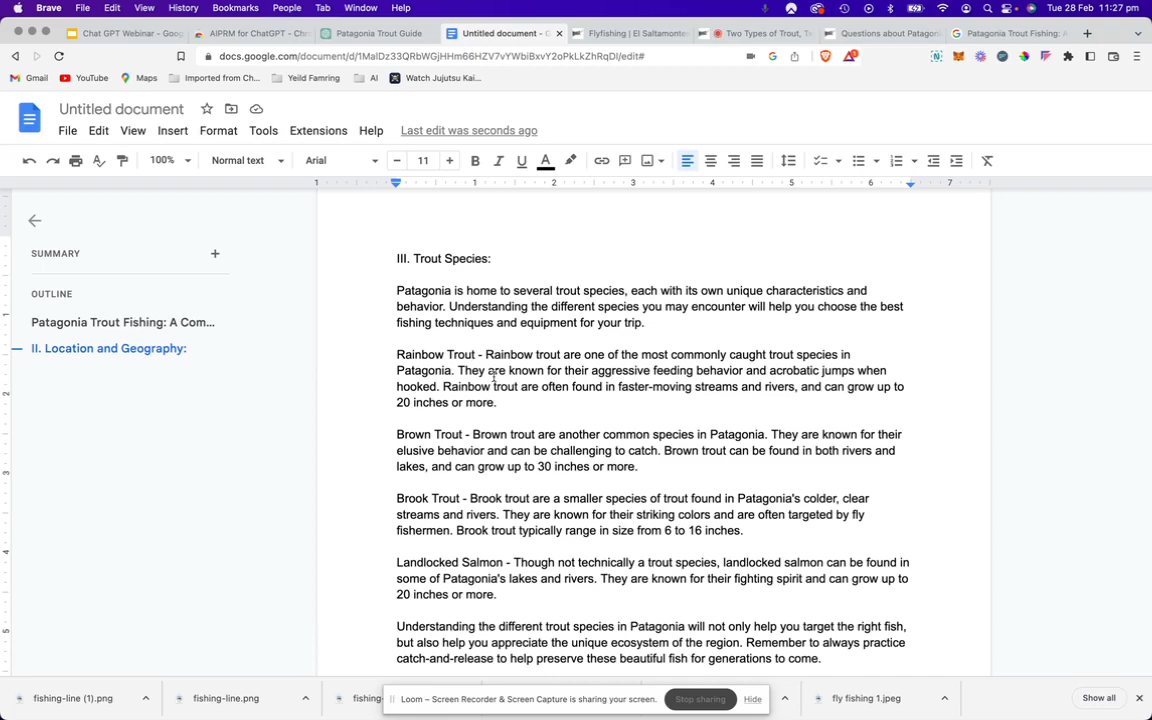 Brave File Edit View History Bookmarks People Tab Window Help Tue 28 Feb 11:27 pm
Chat GPT Webinar - Goog AIPRM for ChatGPT - Chr Patagonia Trout Guide Untitled document - G Flyfishing | El Saltamonte Two Types of Trout, Te Questions about Patagon Patagonia Trout Fishing: A
docs.google.com/document/d/1MaIDz33QRbWGjHHm66HZV7vYWbiBxvY2oPkLkZhRqDI/edit#
Gmail YouTube Maps Imported from Ch... Yeild Famring AI Watch Jujutsu Kai...
Untitled document
File Edit View Insert Format Tools Extensions Help Last edit was seconds ago
100% Normal text Arial 11
1 1 2 3 4 5 6 7
SUMMARY
OUTLINE
Patagonia Trout Fishing: A Com...
II. Location and Geography:
III. Trout Species:
Patagonia is home to several trout species, each with its own unique characteristics and
behavior. Understanding the different species you may encounter will help you choose the best
fishing techniques and equipment for your trip.
Rainbow Trout - Rainbow trout are one of the most commonly caught trout species in
Patagonia. They are known for their aggressive feeding behavior and acrobatic jumps when
hooked. Rainbow trout are often found in faster-moving streams and rivers, and can grow up to
20 inches or more.
Brown Trout - Brown trout are another common species in Patagonia. They are known for their
elusive behavior and can be challenging to catch. Brown trout can be found in both rivers and
lakes, and can grow up to 30 inches or more.
Brook Trout - Brook trout are a smaller species of trout found in Patagonia's colder, clear
streams and rivers. They are known for their striking colors and are often targeted by fly
fishermen. Brook trout typically range in size from 6 to 16 inches.
Landlocked Salmon - Though not technically a trout species, landlocked salmon can be found in
some of Patagonia's lakes and rivers. They are known for their fighting spirit and can grow up to
20 inches or more.
Understanding the different trout species in Patagonia will not only help you target the right fish,
but also help you appreciate the unique ecosystem of the region. Remember to always practice
catch-and-release to help preserve these beautiful fish for generations to come.
1
2
3
4
5
fishing-line (1).png fishing-line.png fishing Loom – Screen Recorder & Screen Capture is sharing your screen. Stop sharing Hide fly fishing 1.jpeg Show all